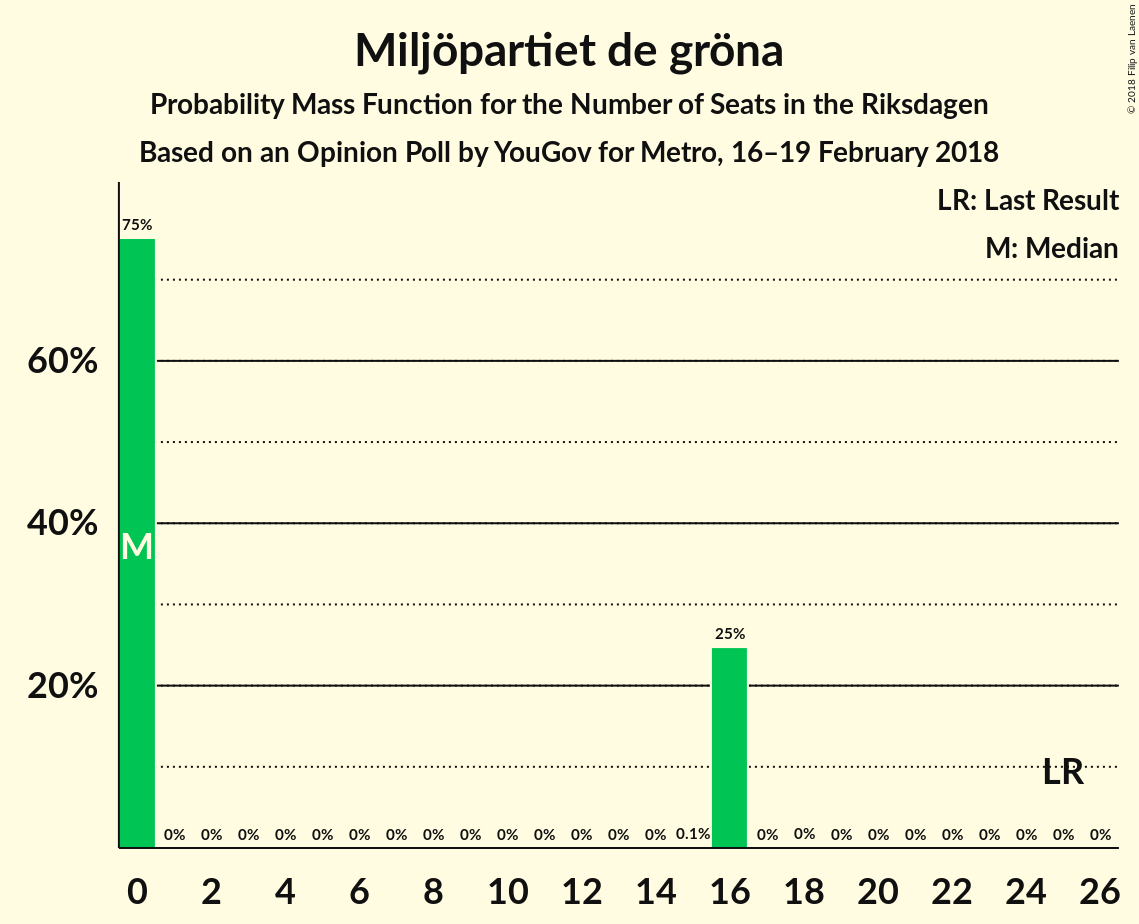 Miljöpartiet de gröna
Probability Mass Function for the Number of Seats in the Riksdagen
Based on an Opinion Poll by YouGov for Metro, 16–19 February 2018
© 2018 Filip van Laenen
LR: Last Result
M: Median
75%
60%
40%
M
25%
20%
LR
0% 0% 0% 0% 0% 0% 0% 0% 0% 0% 0% 0% 0% 0% 0.1% 0% 0% 0% 0% 0% 0% 0% 0% 0% 0%
0 2 4 6 8 10 12 14 16 18 20 22 24 26